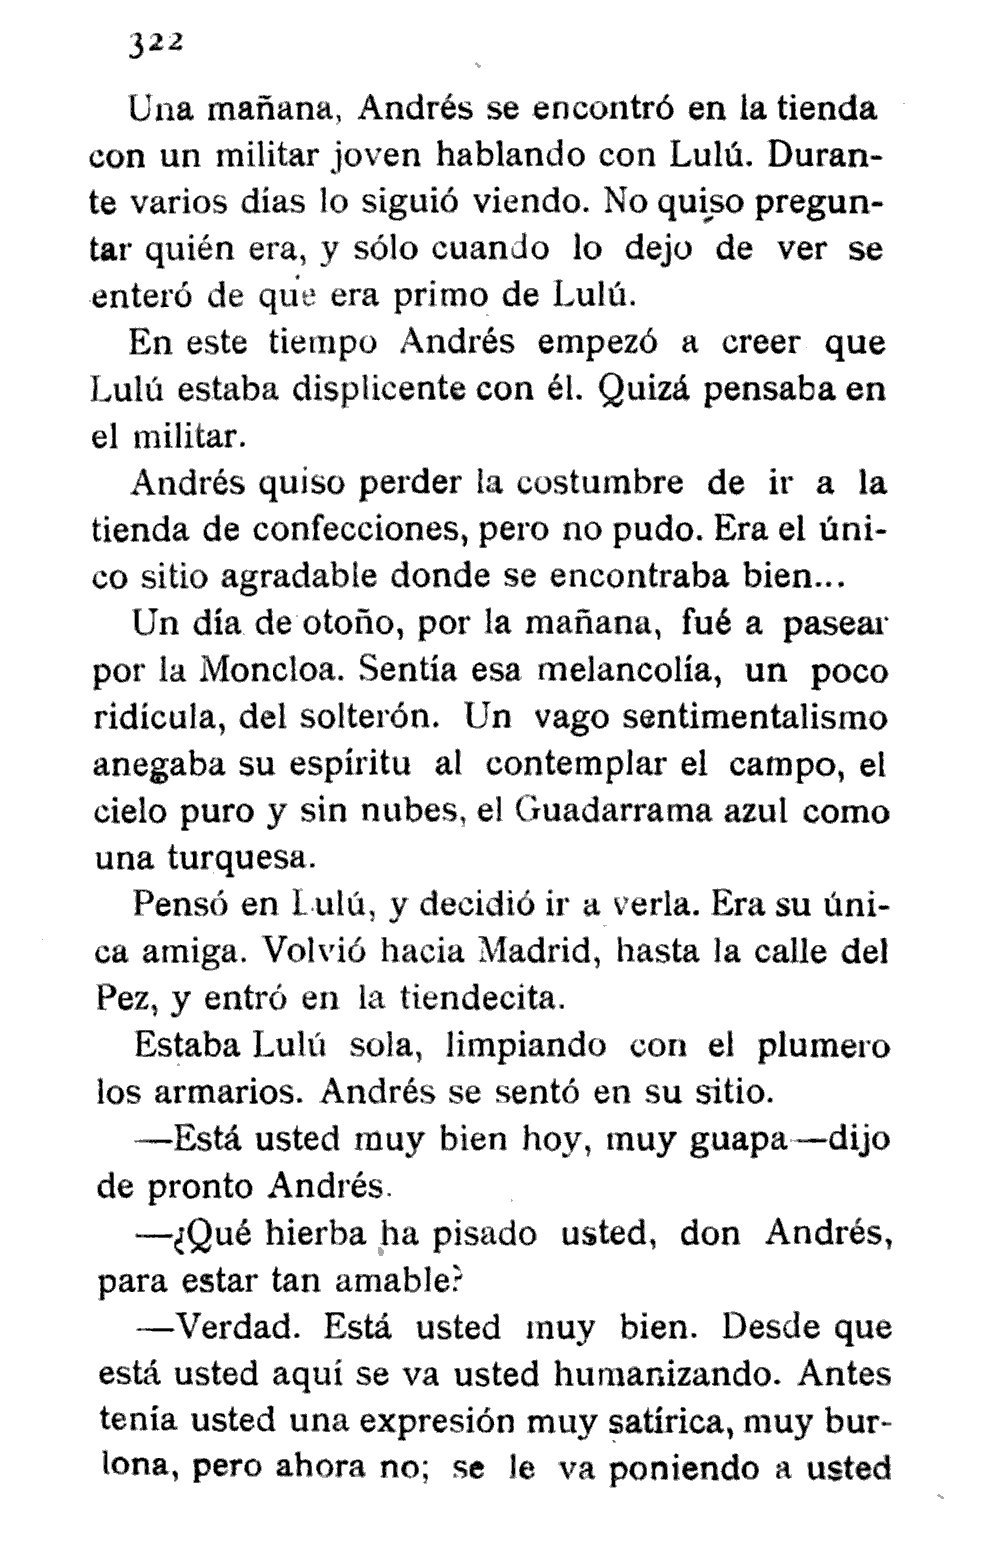 322
Una mañana, Andrés se encontró en la tienda
con un militar joven hablando con Lulú. Duran-
te varios días lo siguió viendo. No quiso pregun-
tar quién era, y sólo cuando lo dejo de ver se
enteró de que era primo de Lulú.
En este tiempo Andrés empezó a creer que
Lulú estaba displicente con él. Quizá pensaba en
el militar.
Andrés quiso perder la costumbre de ir a la
tienda de confecciones, pero no pudo. Era el úni-
co sitio agradable donde se encontraba bien...
Un día de otoño, por la mañana, fué a pasear
por la Moncloa. Sentía esa melancolía, un poco
ridícula, del solterón. Un vago sentimentalismo
anegaba su espíritu al contemplar el campo, el
cielo puro y sin nubes, el Guadarrama azul como
una turquesa.
Pensó en Lulú, y decidió ir a verla. Era su úni-
ca amiga. Volvió hacia Madrid, hasta la calle del
Pez, y entró en la tiendecita.
Estaba Lulú sola, limpiando con el plumero
los armarios. Andrés se sentó en su sitio.
—Está usted muy bien hoy, muy guapa—dijo
de pronto Andrés.
—¿Qué hierba ha pisado usted, don Andrés,
para estar tan amable?
—Verdad. Está usted muy bien. Desde que
está usted aquí se va usted humanizando. Antes
tenía usted una expresión muy satírica, muy bur-
lona, pero ahora no; se le va poniendo a usted